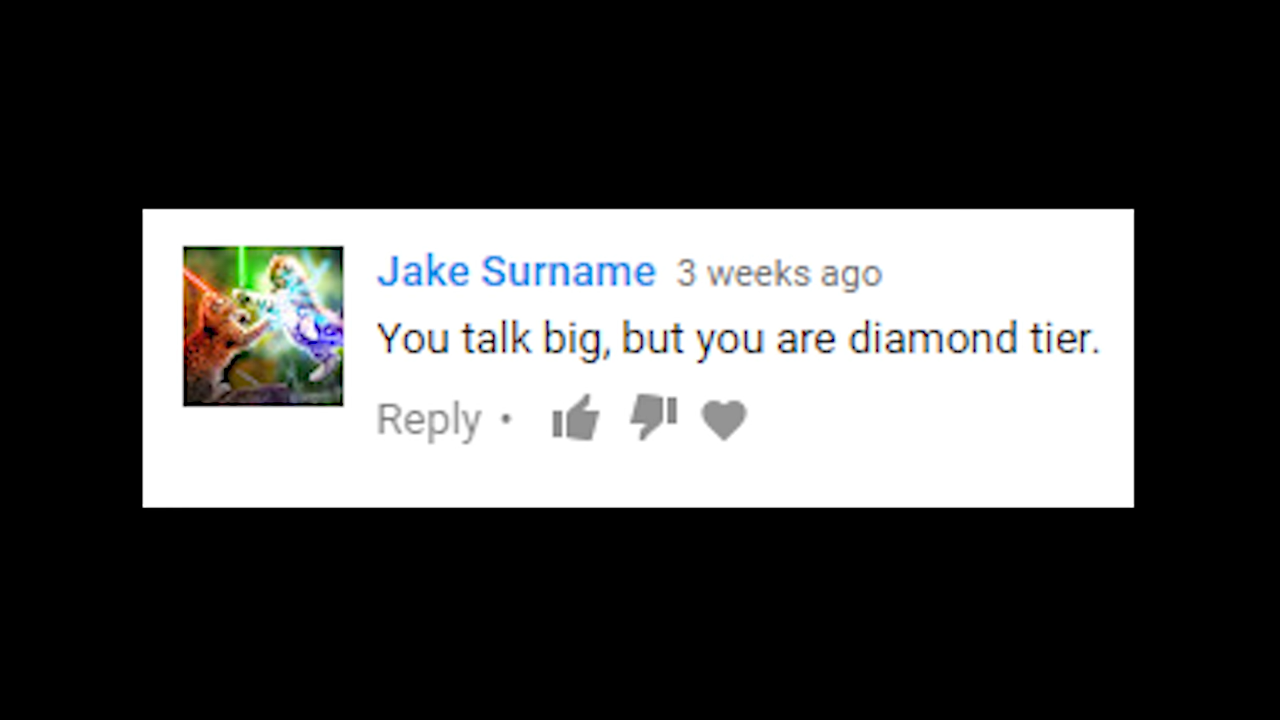 Jake Surname 3 weeks ago
You talk big, but you are diamond tier.
Reply •